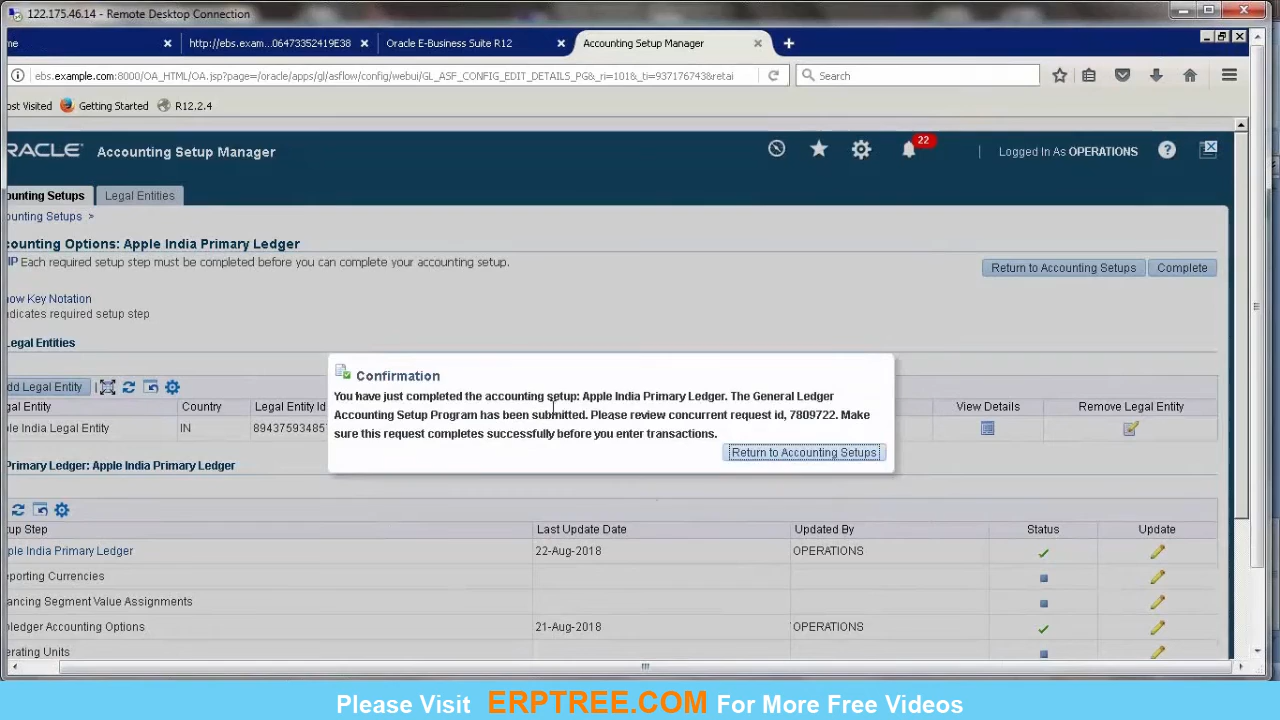 122.175.46.14 - Remote Desktop Connection
me
http://ebs.exam...06473352419E38
Oracle E-Business Suite R12
Accounting Setup Manager
ebs.example.com:8000/OA_HTML/OA.jsp?page=/oracle/apps/gl/asflow/config/webui/GL_ASF_CONFIG_EDIT_DETAILS_PG&_ri=101&_ti=937176743&retai
Search
ost Visited Getting Started R12.2.4
RACLE Accounting Setup Manager
22
Logged In As OPERATIONS
ounting Setups Legal Entities
ounting Setups >
counting Options: Apple India Primary Ledger
IP Each required setup step must be completed before you can complete your accounting setup.
Return to Accounting Setups Complete
ow Key Notation
dicates required setup step
Legal Entities
dd Legal Entity
gal Entity Country Legal Entity Id View Details Remove Legal Entity
ple India Legal Entity IN 8943759348
Confirmation
You have just completed the accounting setup: Apple India Primary Ledger. The General Ledger
Accounting Setup Program has been submitted. Please review concurrent request id, 7809722. Make
sure this request completes successfully before you enter transactions.
Return to Accounting Setups
Primary Ledger: Apple India Primary Ledger
tup Step Last Update Date Updated By Status Update
ple India Primary Ledger 22-Aug-2018 OPERATIONS
porting Currencies
ancing Segment Value Assignments
bledger Accounting Options 21-Aug-2018 OPERATIONS
erating Units
Please Visit ERPTREE.COM For More Free Videos